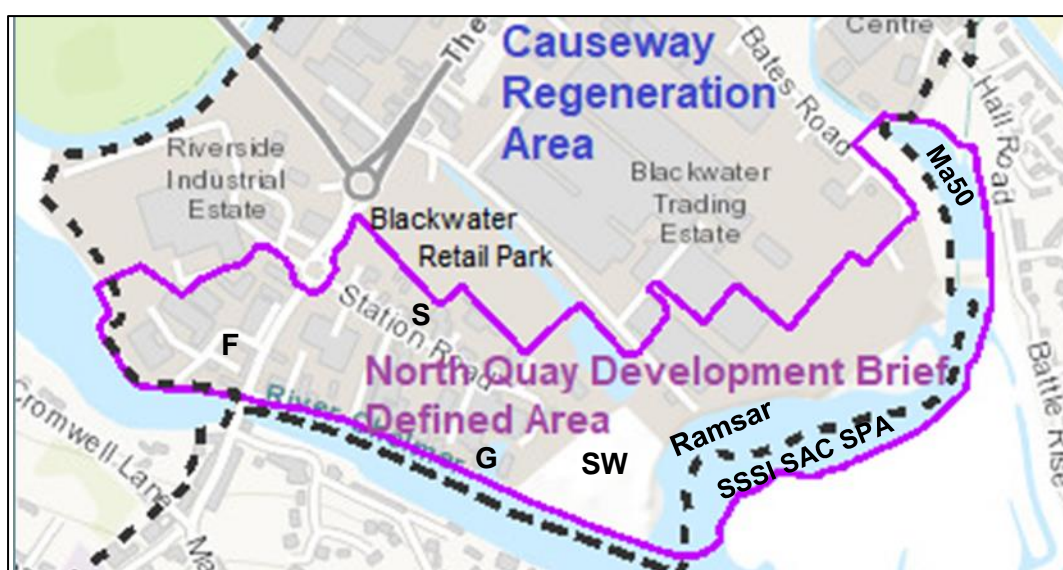 The
Causeway
Regeneration
Area
Bates Road
Centre
Hall Road
Riverside
Industrial
Estate
Blackwater
Trading
Estate
Ma50
Blackwater
Retail Park
Station Road
S
F
North Quay Development Brief
Defined Area
River
G
SW
Ramsar
SSSI SAC SPA
Cromwell Lane
Battle Rise